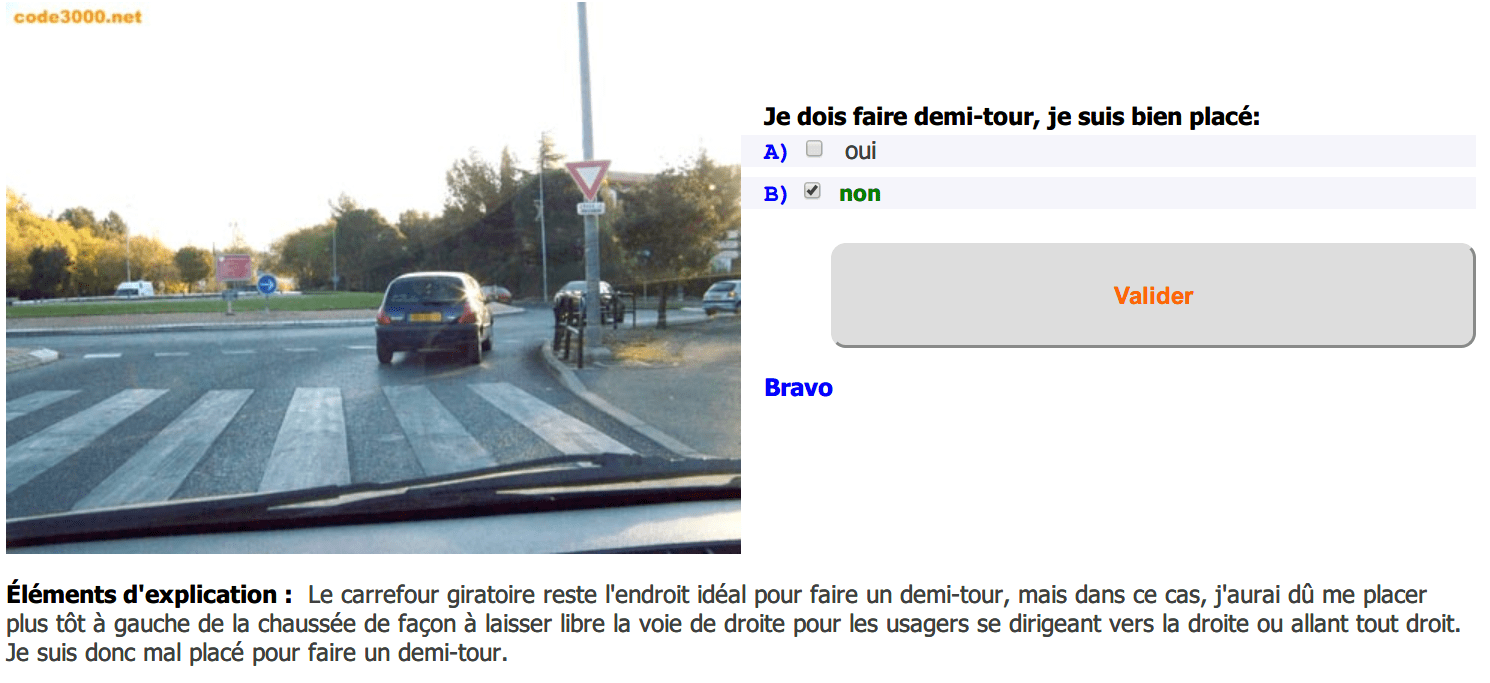 code3000.net
Je dois faire demi-tour, je suis bien placé:
A) oui
B) non
Valider
Bravo
Éléments d'explication : Le carrefour giratoire reste l'endroit idéal pour faire un demi-tour, mais dans ce cas, j'aurai dû me placer
plus tôt à gauche de la chaussée de façon à laisser libre la voie de droite pour les usagers se dirigeant vers la droite ou allant tout droit.
Je suis donc mal placé pour faire un demi-tour.